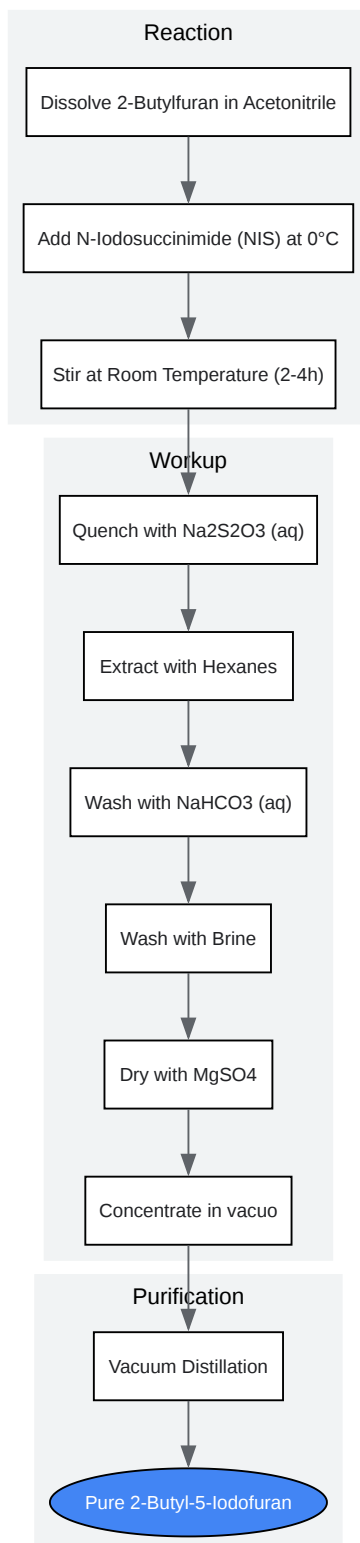 Reaction
Dissolve 2-Butylfuran in Acetonitrile
Add N-Iodosuccinimide (NIS) at 0°C
Stir at Room Temperature (2-4h)
Workup
Quench with Na2S2O3 (aq)
Extract with Hexanes
Wash with NaHCO3 (aq)
Wash with Brine
Dry with MgSO4
Concentrate in vacuo
Purification
Vacuum Distillation
Pure 2-Butyl-5-Iodofuran